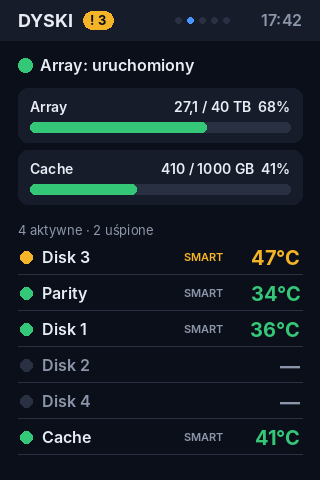 DYSKI ! 3 17:42
Array: uruchomiony
Array 27,1 / 40 TB 68%
Cache 410 / 1000 GB 41%
4 aktywne · 2 uśpione
Disk 3 SMART 47°C
Parity SMART 34°C
Disk 1 SMART 36°C
Disk 2 —
Disk 4 —
Cache SMART 41°C